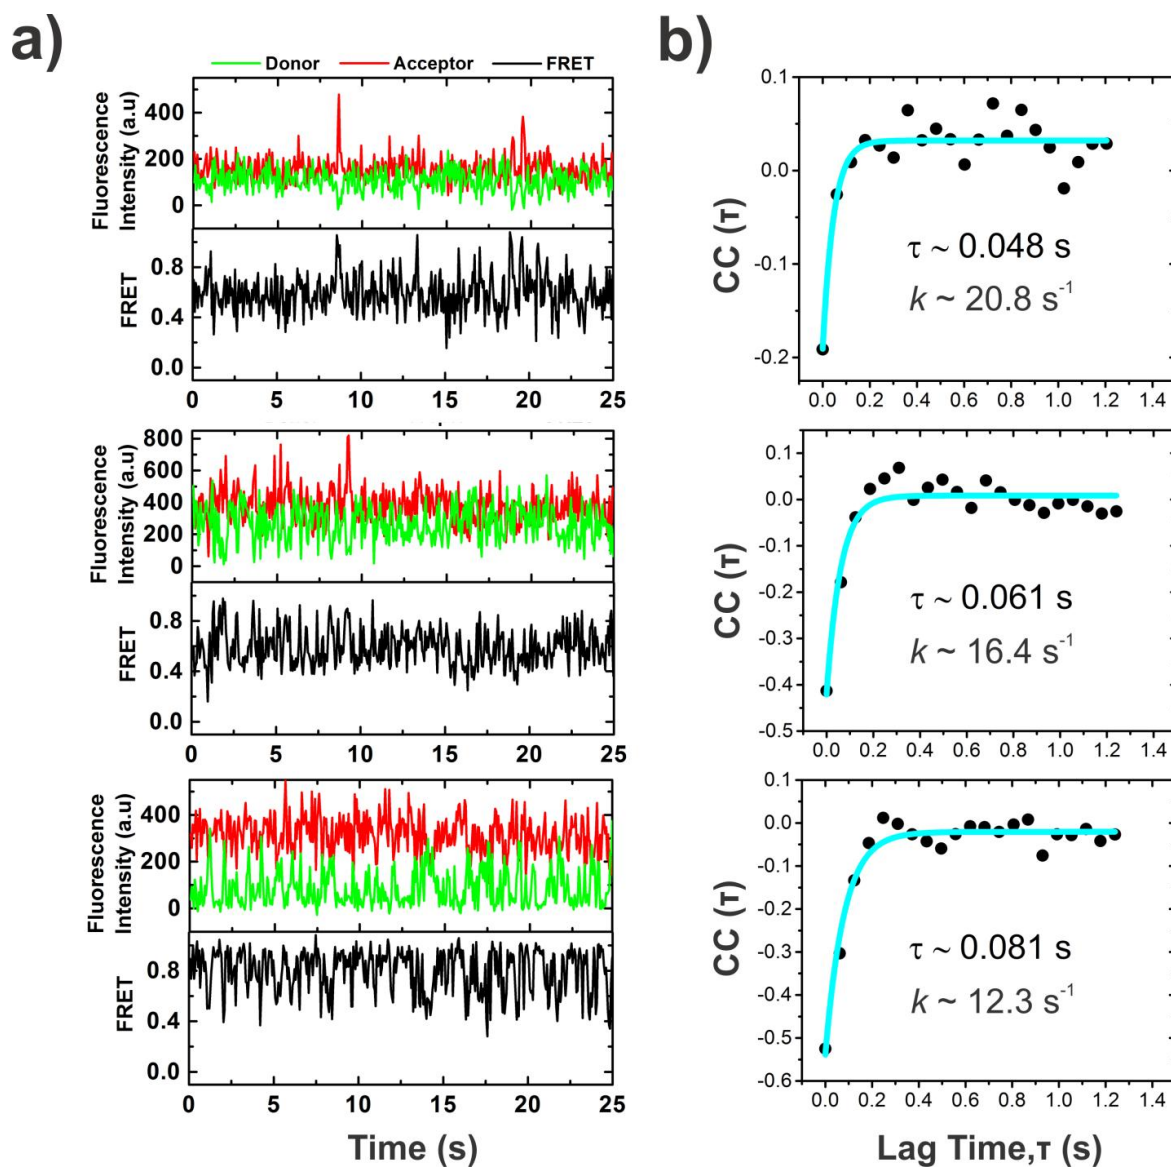 a)
b)
Donor Acceptor FRET
Fluorescence
Intensity (a.u)
400
200
0
FRET
0.8
0.4
0.0
0 5 10 15 20 25
CC (τ)
0.1
0.0
-0.1
-0.2
τ ~ 0.048 s
k ~ 20.8 s⁻¹
0.0 0.2 0.4 0.6 0.8 1.0 1.2 1.4
Fluorescence
Intensity (a.u)
800
600
400
200
0
FRET
0.8
0.4
0.0
0 5 10 15 20 25
CC (τ)
0.1
0.0
-0.1
-0.2
-0.3
-0.4
-0.5
τ ~ 0.061 s
k ~ 16.4 s⁻¹
0.0 0.2 0.4 0.6 0.8 1.0 1.2 1.4
Fluorescence
Intensity (a.u)
400
200
0
FRET
0.8
0.4
0.0
0 5 10 15 20 25
Time (s)
CC (τ)
0.1
0.0
-0.1
-0.2
-0.3
-0.4
-0.5
-0.6
τ ~ 0.081 s
k ~ 12.3 s⁻¹
0.0 0.2 0.4 0.6 0.8 1.0 1.2 1.4
Lag Time,τ (s)